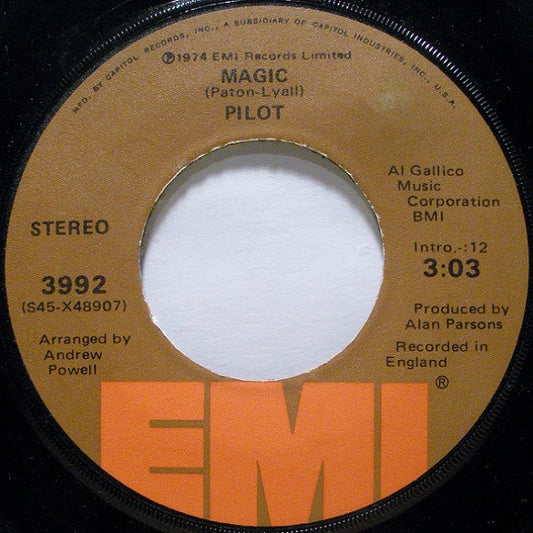 MFD. BY CAPITOL RECORDS, INC., A SUBSIDIARY OF CAPITOL INDUSTRIES, INC., U.S.A.
℗1974 EMI Records Limited
MAGIC
(Paton-Lyall)
PILOT
Al Gallico
Music
Corporation
BMI
STEREO
Intro.-:12
3:03
3992
(S45-X48907)
Produced by
Alan Parsons
Arranged by
Andrew
Powell
Recorded in
England
EMI®